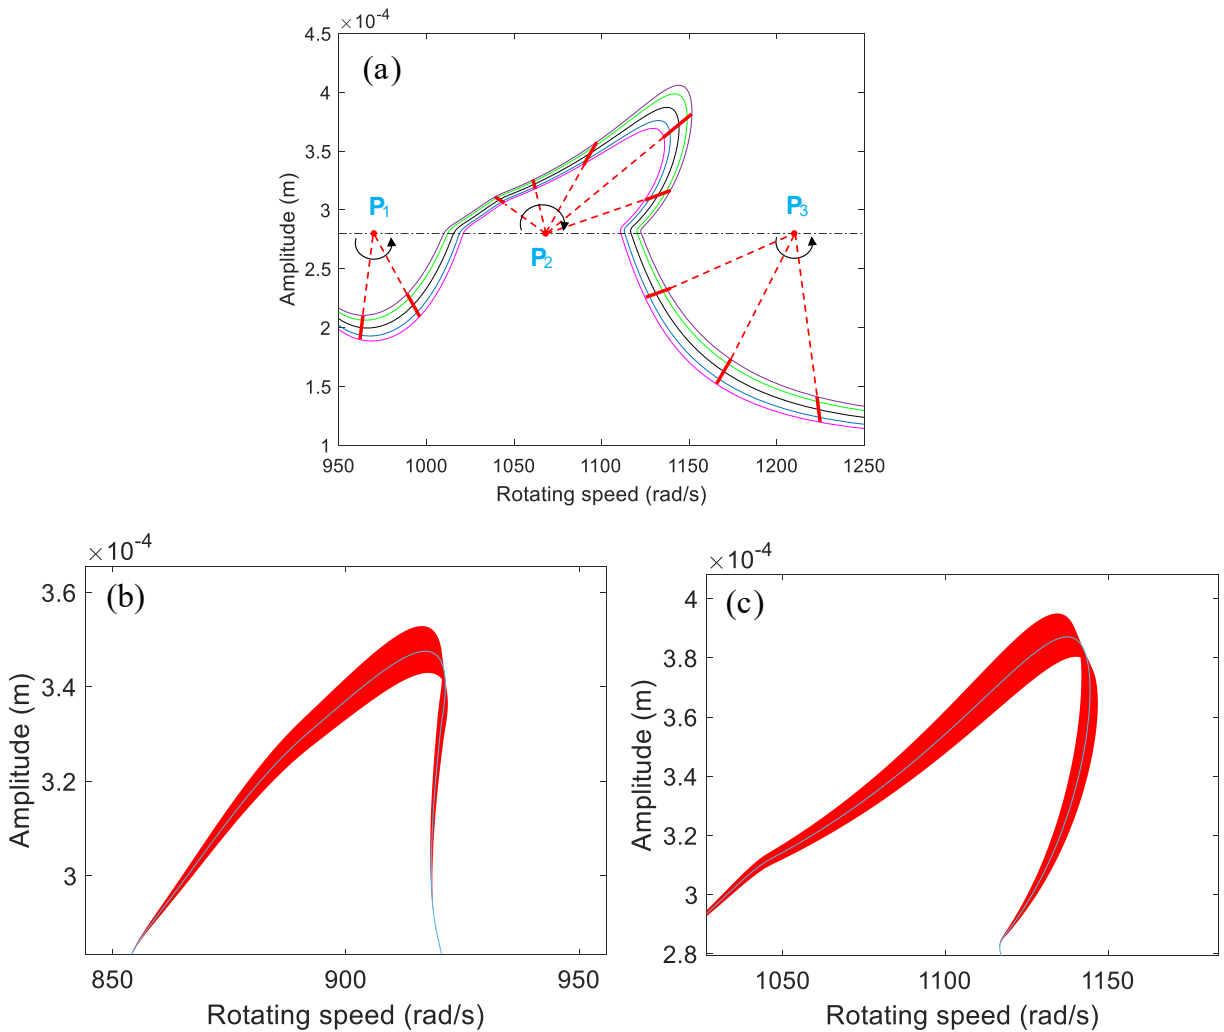 ×10⁻⁴
4.5
4
3.5
3
2.5
2
1.5
1
(a)
P₁
P₂
P₃
Amplitude (m)
950 1000 1050 1100 1150 1200 1250
Rotating speed (rad/s)
×10⁻⁴
3.6
3.4
3.2
3
(b)
Amplitude (m)
850 900 950
Rotating speed (rad/s)
×10⁻⁴
4
3.8
3.6
3.4
3.2
3
2.8
(c)
Amplitude (m)
1050 1100 1150
Rotating speed (rad/s)